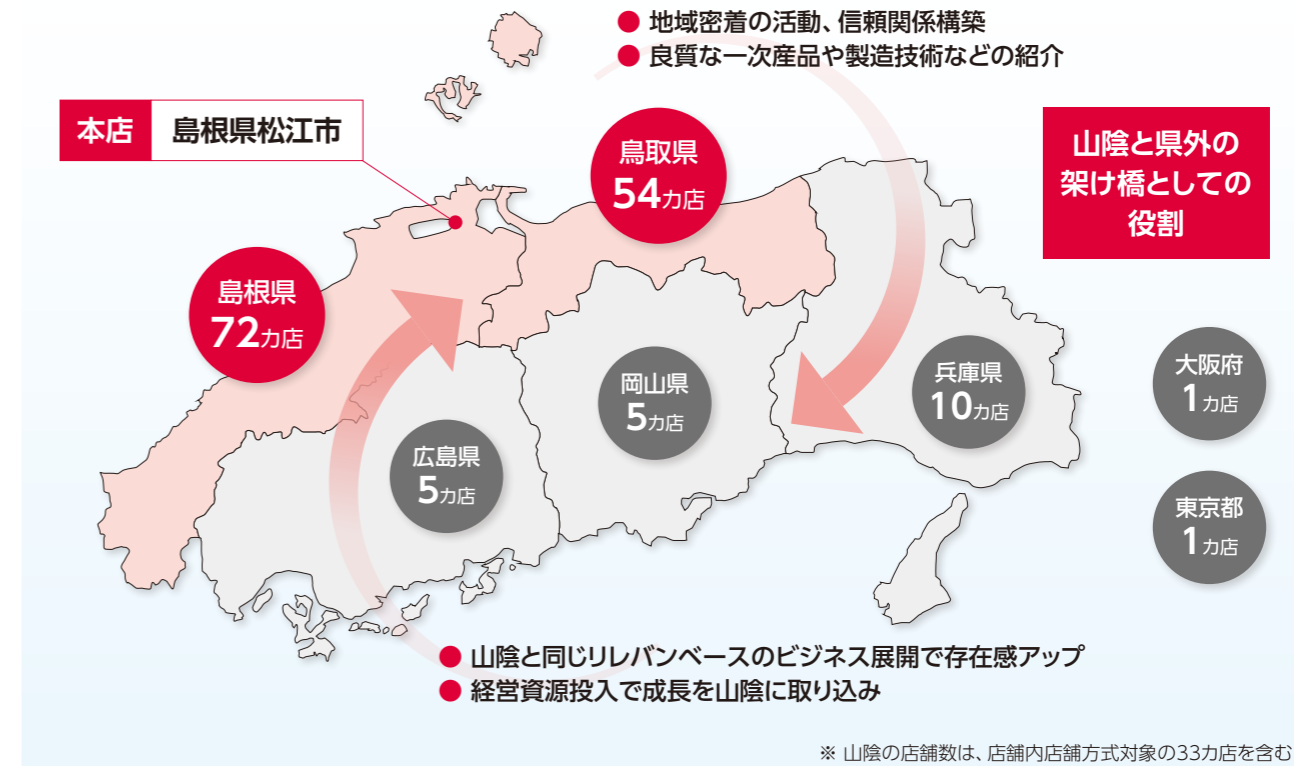 ● 地域密着の活動、信頼関係構築
● 良質な一次産品や製造技術などの紹介
本店 島根県松江市
山陰と県外の
架け橋としての
役割
鳥取県
54カ店
島根県
72カ店
岡山県
5カ店
兵庫県
10カ店
大阪府
1カ店
広島県
5カ店
東京都
1カ店
● 山陰と同じリレバンベースのビジネス展開で存在感アップ
● 経営資源投入で成長を山陰に取り込み
※ 山陰の店舗数は、店舗内店舗方式対象の33カ店を含む